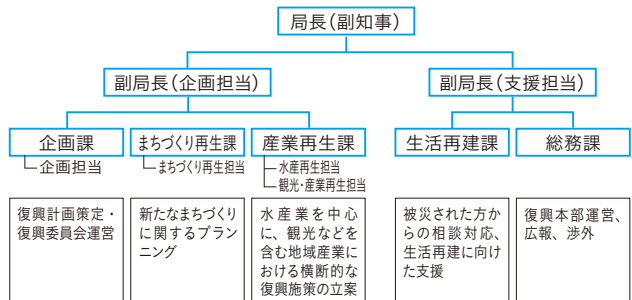 局長(副知事)
副局長(企画担当)
副局長(支援担当)
企画課
まちづくり再生課
産業再生課
生活再建課
総務課
企画担当
まちづくり再生担当
水産再生担当
観光・産業再生担当
復興計画策定・
復興委員会運営
新たなまちづくり
に関するプラン
ニング
水産業を中心
に、観光などを
含む地域産業に
おける横断的な
復興施策の立案
被災された方か
らの相談対応、
生活再建に向け
た支援
復興本部運営、
広報、渉外